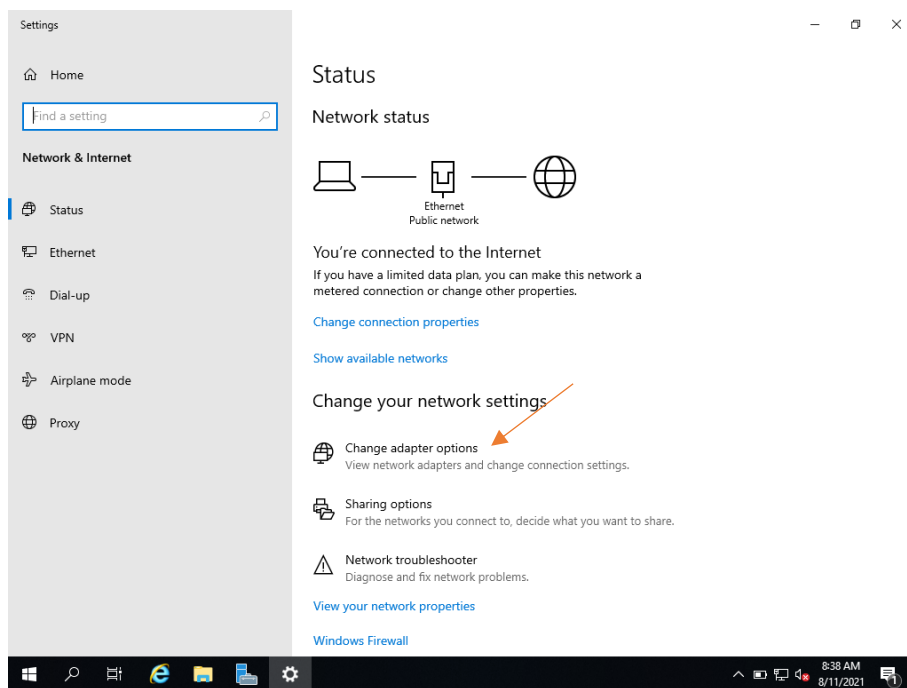 Settings
Home
Find a setting
Network & Internet
Status
Ethernet
Dial-up
VPN
Airplane mode
Proxy
Status
Network status
Ethernet
Public network
You're connected to the Internet
If you have a limited data plan, you can make this network a
metered connection or change other properties.
Change connection properties
Show available networks
Change your network settings
Change adapter options
View network adapters and change connection settings.
Sharing options
For the networks you connect to, decide what you want to share.
Network troubleshooter
Diagnose and fix network problems.
View your network properties
Windows Firewall
8:38 AM
8/11/2021
1